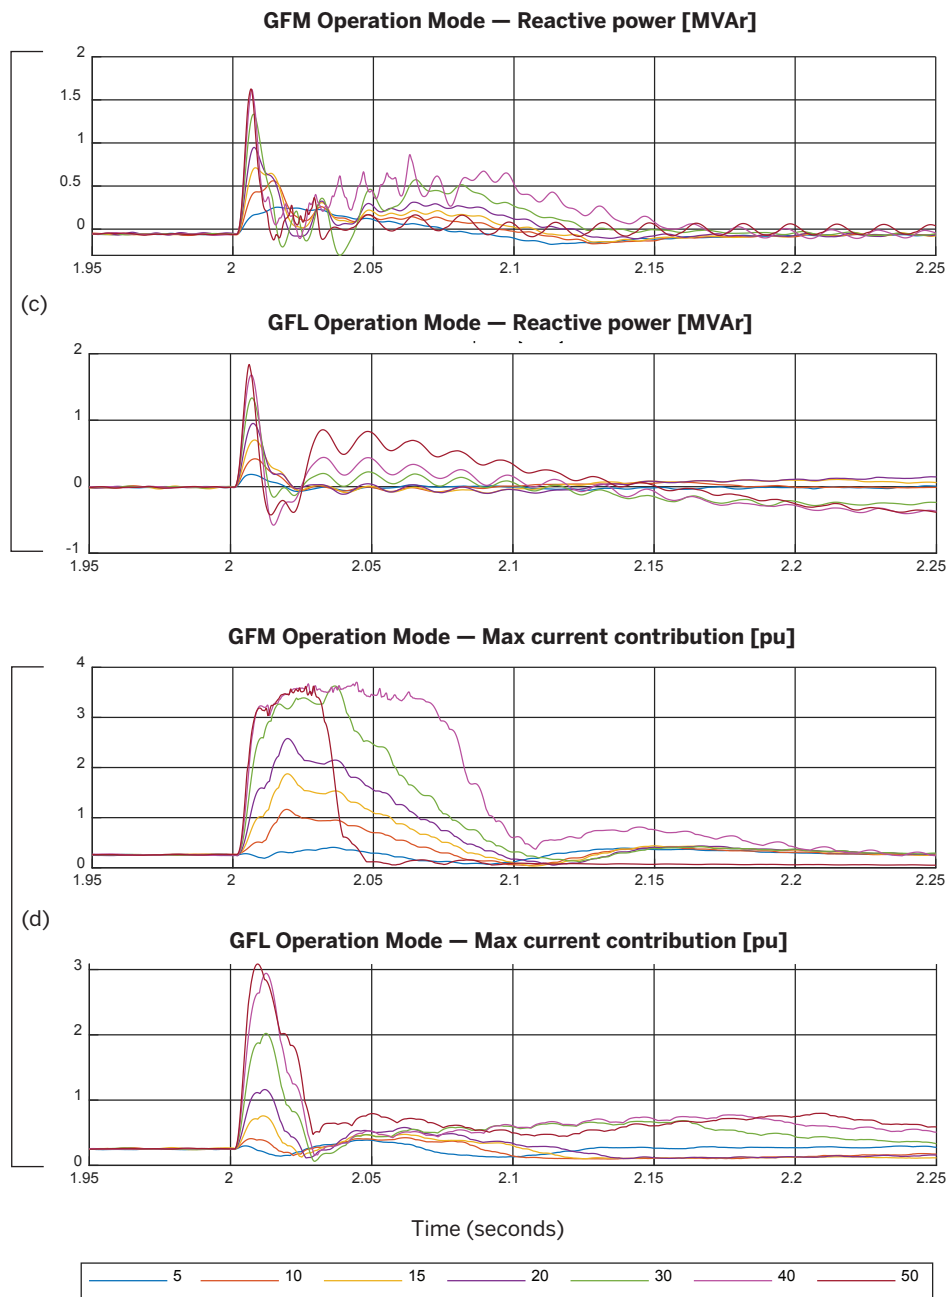 GFM Operation Mode — Reactive power [MVAr]
2
1.5
1
0.5
0
1.95 2 2.05 2.1 2.15 2.2 2.25
(c)
GFL Operation Mode — Reactive power [MVAr]
2
1
0
-1
1.95 2 2.05 2.1 2.15 2.2 2.25
GFM Operation Mode — Max current contribution [pu]
4
3
2
1
0
1.95 2 2.05 2.1 2.15 2.2 2.25
(d)
GFL Operation Mode — Max current contribution [pu]
3
2
1
0
1.95 2 2.05 2.1 2.15 2.2 2.25
Time (seconds)
5 10 15 20 30 40 50